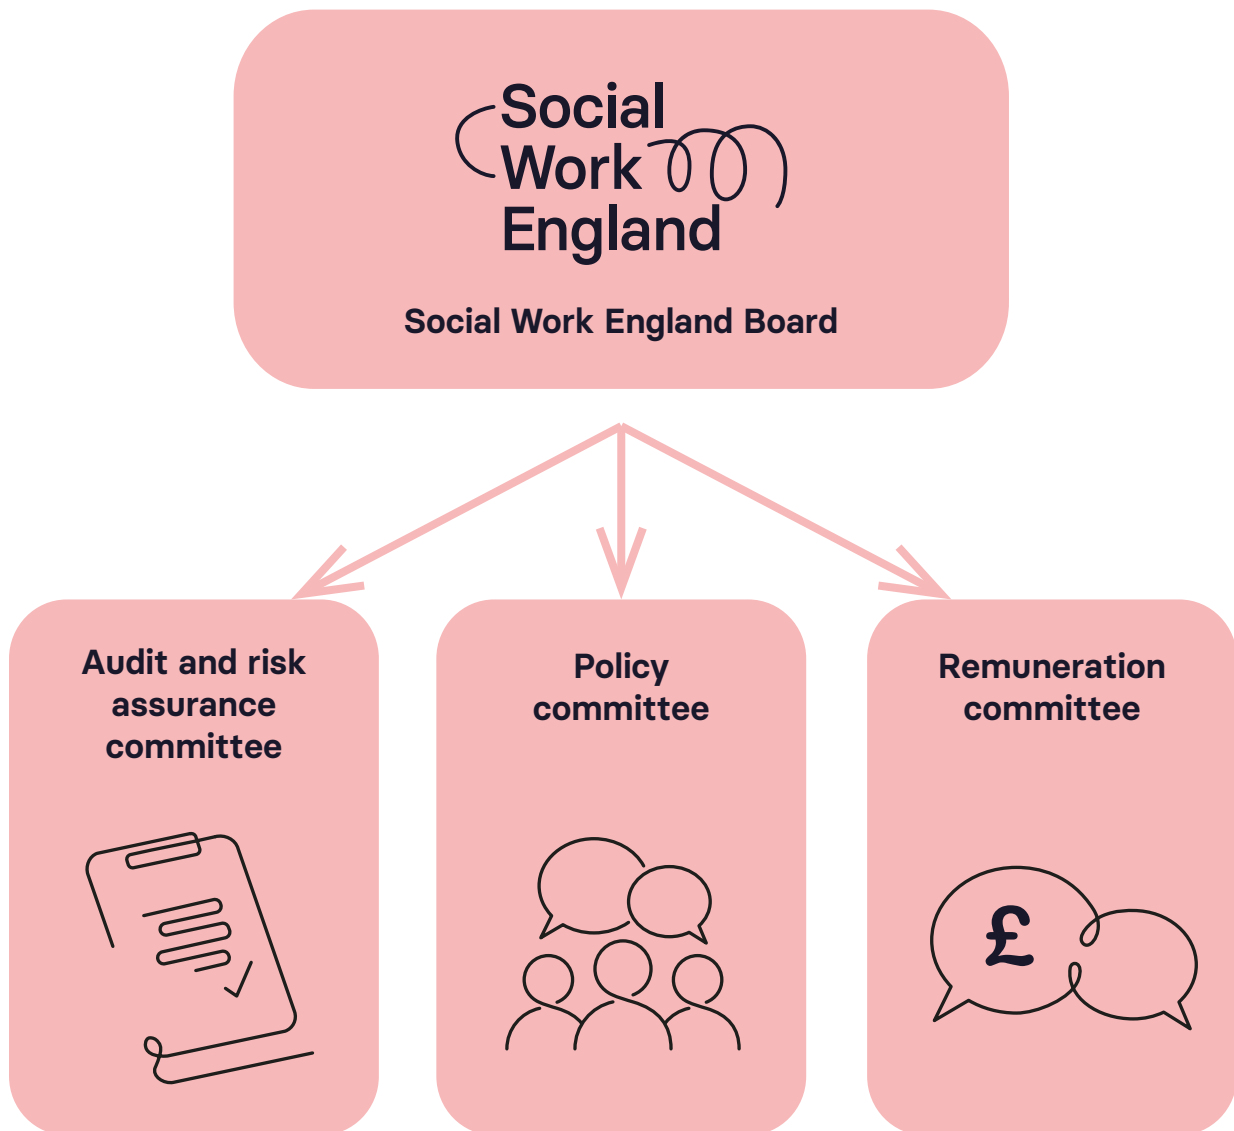 Social
Work
England
Social Work England Board
Audit and risk
assurance
committee
Policy
committee
Remuneration
committee
£